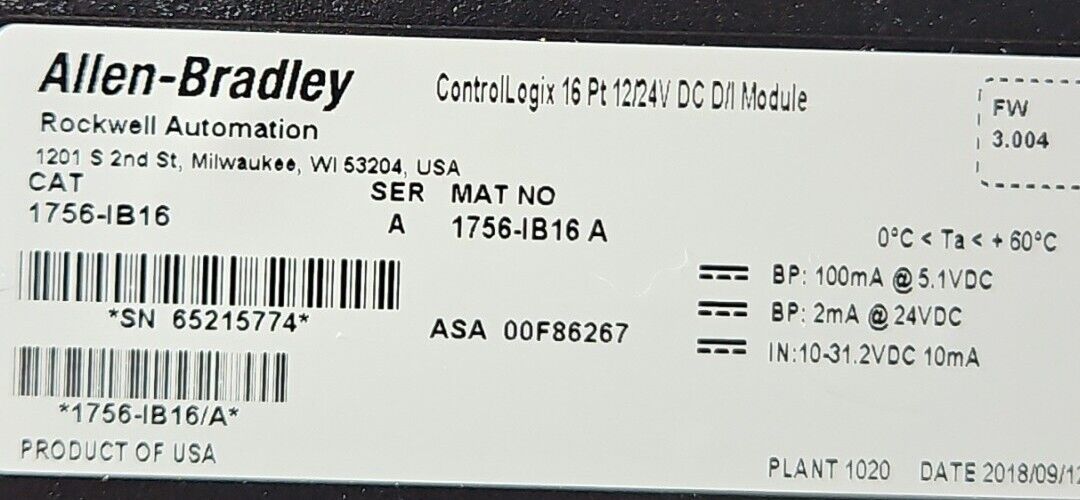 Allen-Bradley
Rockwell Automation
1201 S 2nd St, Milwaukee, WI 53204, USA
ControlLogix 16 Pt 12/24V DC D/I Module
FW
3.004
CAT
1756-IB16
SER
A
MAT NO
1756-IB16 A
0°C < Ta < + 60°C
BP: 100mA @ 5.1VDC
BP: 2mA @ 24VDC
IN:10-31.2VDC 10mA
*SN 65215774*
ASA 00F86267
*1756-IB16/A*
PRODUCT OF USA
PLANT 1020 DATE 2018/09/12